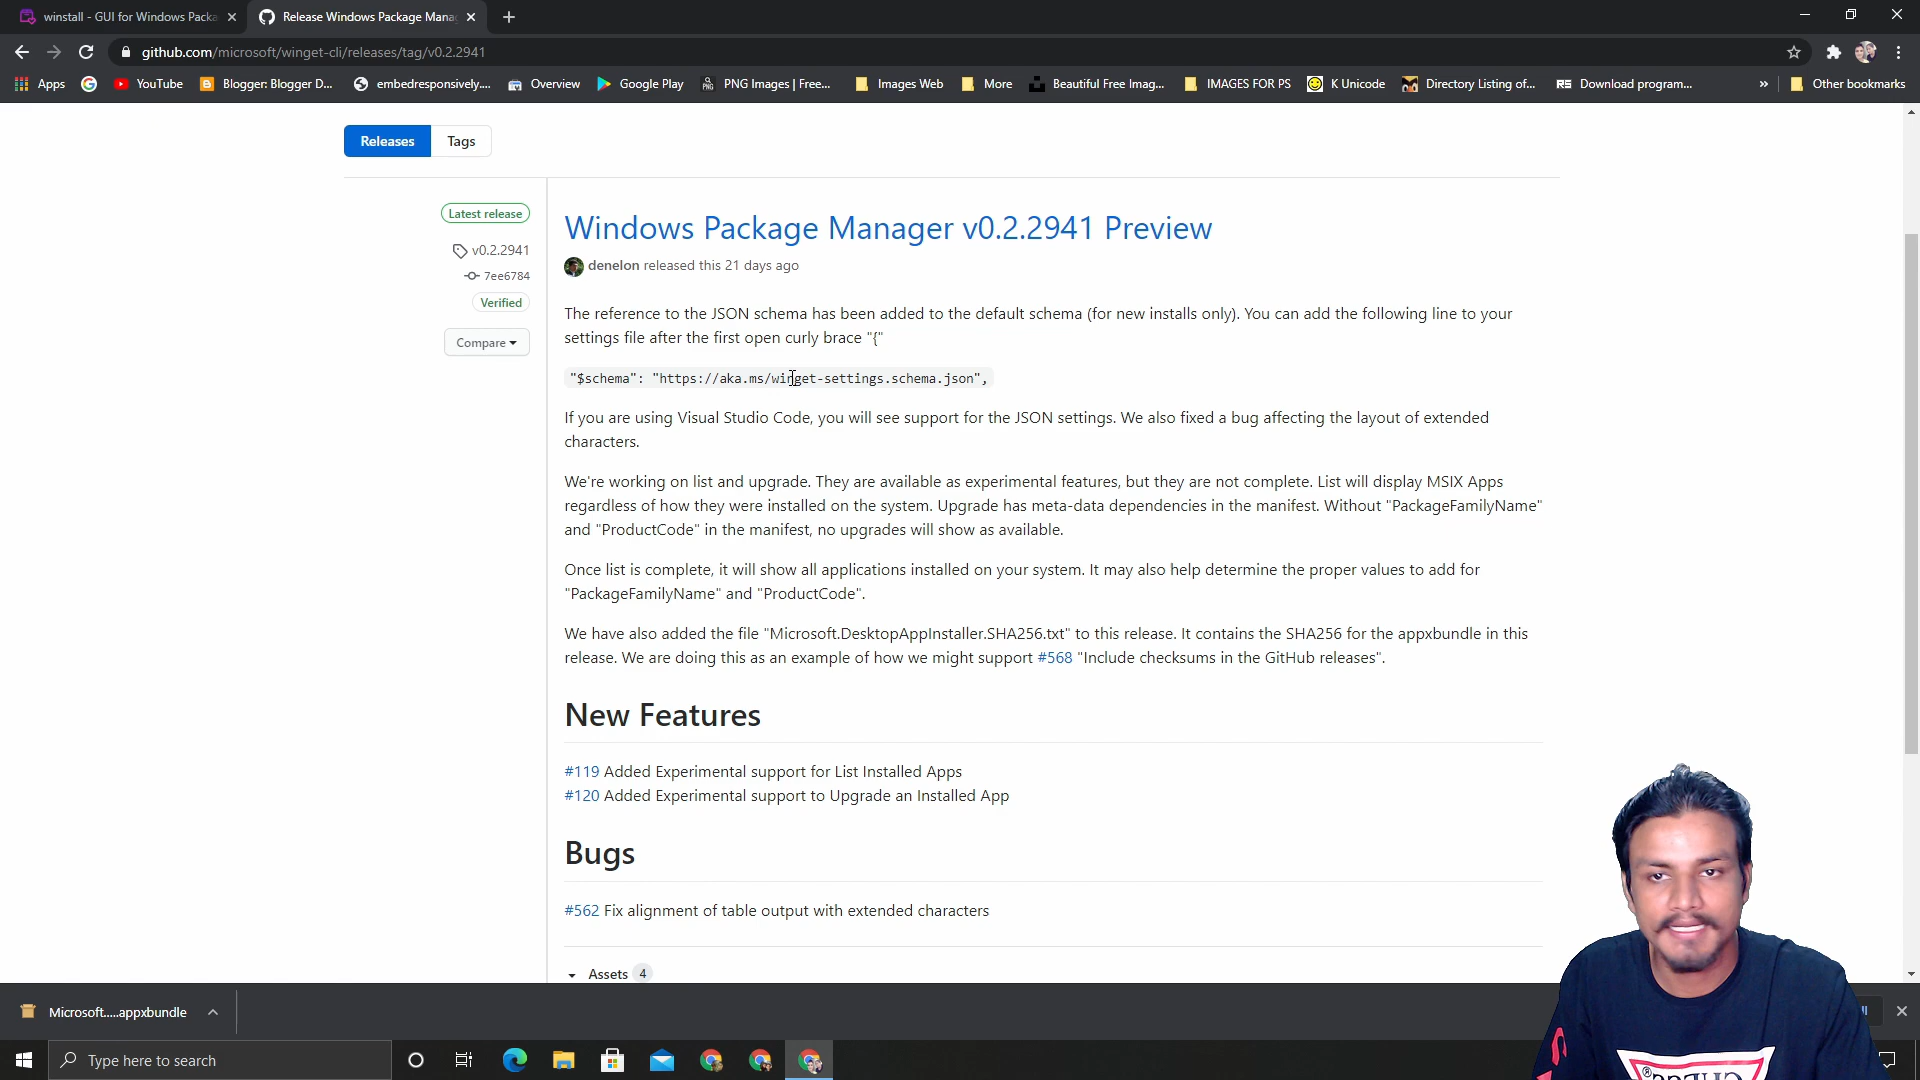 winstall - GUI for Windows Packa
Release Windows Package Mana
github.com/microsoft/winget-cli/releases/tag/v0.2.2941
Apps
YouTube
Blogger: Blogger D...
embedresponsively....
Overview
Google Play
PNG Images | Free...
Images Web
More
Beautiful Free Imag...
IMAGES FOR PS
K Unicode
Directory Listing of...
RE Download program...
»
Other bookmarks
Releases
Tags
Latest release
v0.2.2941
7ee6784
Verified
Compare
Windows Package Manager v0.2.2941 Preview
denelon released this 21 days ago
The reference to the JSON schema has been added to the default schema (for new installs only). You can add the following line to your
settings file after the first open curly brace "{"
"$schema": "https://aka.ms/winget-settings.schema.json",
If you are using Visual Studio Code, you will see support for the JSON settings. We also fixed a bug affecting the layout of extended
characters.
We're working on list and upgrade. They are available as experimental features, but they are not complete. List will display MSIX Apps
regardless of how they were installed on the system. Upgrade has meta-data dependencies in the manifest. Without "PackageFamilyName"
and "ProductCode" in the manifest, no upgrades will show as available.
Once list is complete, it will show all applications installed on your system. It may also help determine the proper values to add for
"PackageFamilyName" and "ProductCode".
We have also added the file "Microsoft.DesktopAppInstaller.SHA256.txt" to this release. It contains the SHA256 for the appxbundle in this
release. We are doing this as an example of how we might support #568 "Include checksums in the GitHub releases".
New Features
#119 Added Experimental support for List Installed Apps
#120 Added Experimental support to Upgrade an Installed App
Bugs
#562 Fix alignment of table output with extended characters
Assets 4
Microsoft.....appxbundle
Type here to search